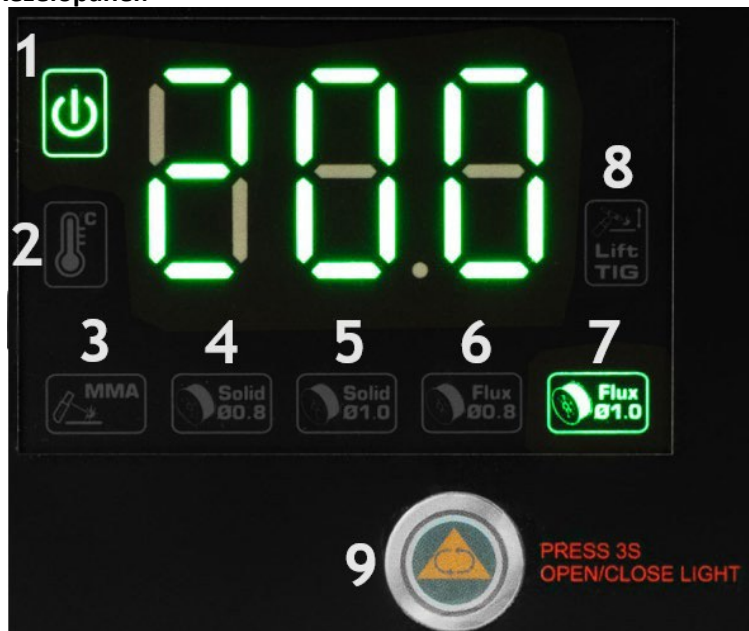 1
200
8
2
°C
Lift
TIG
3
4
5
6
7
MMA
Solid
Ø0.8
Solid
Ø1.0
Flux
Ø0.8
Flux
Ø1.0
9
PRESS 3S
OPEN/CLOSE LIGHT